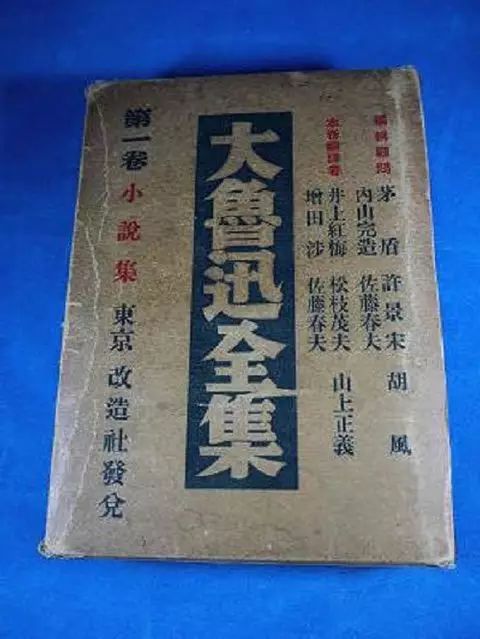 編輯顧問
茅盾 許景宋 胡風
內山完造 佐藤春夫
本卷翻譯者
井上紅梅 松枝茂夫 山上正義
增田涉 佐藤春夫
大魯迅全集
第一卷 小說集 東京 改造社發兌